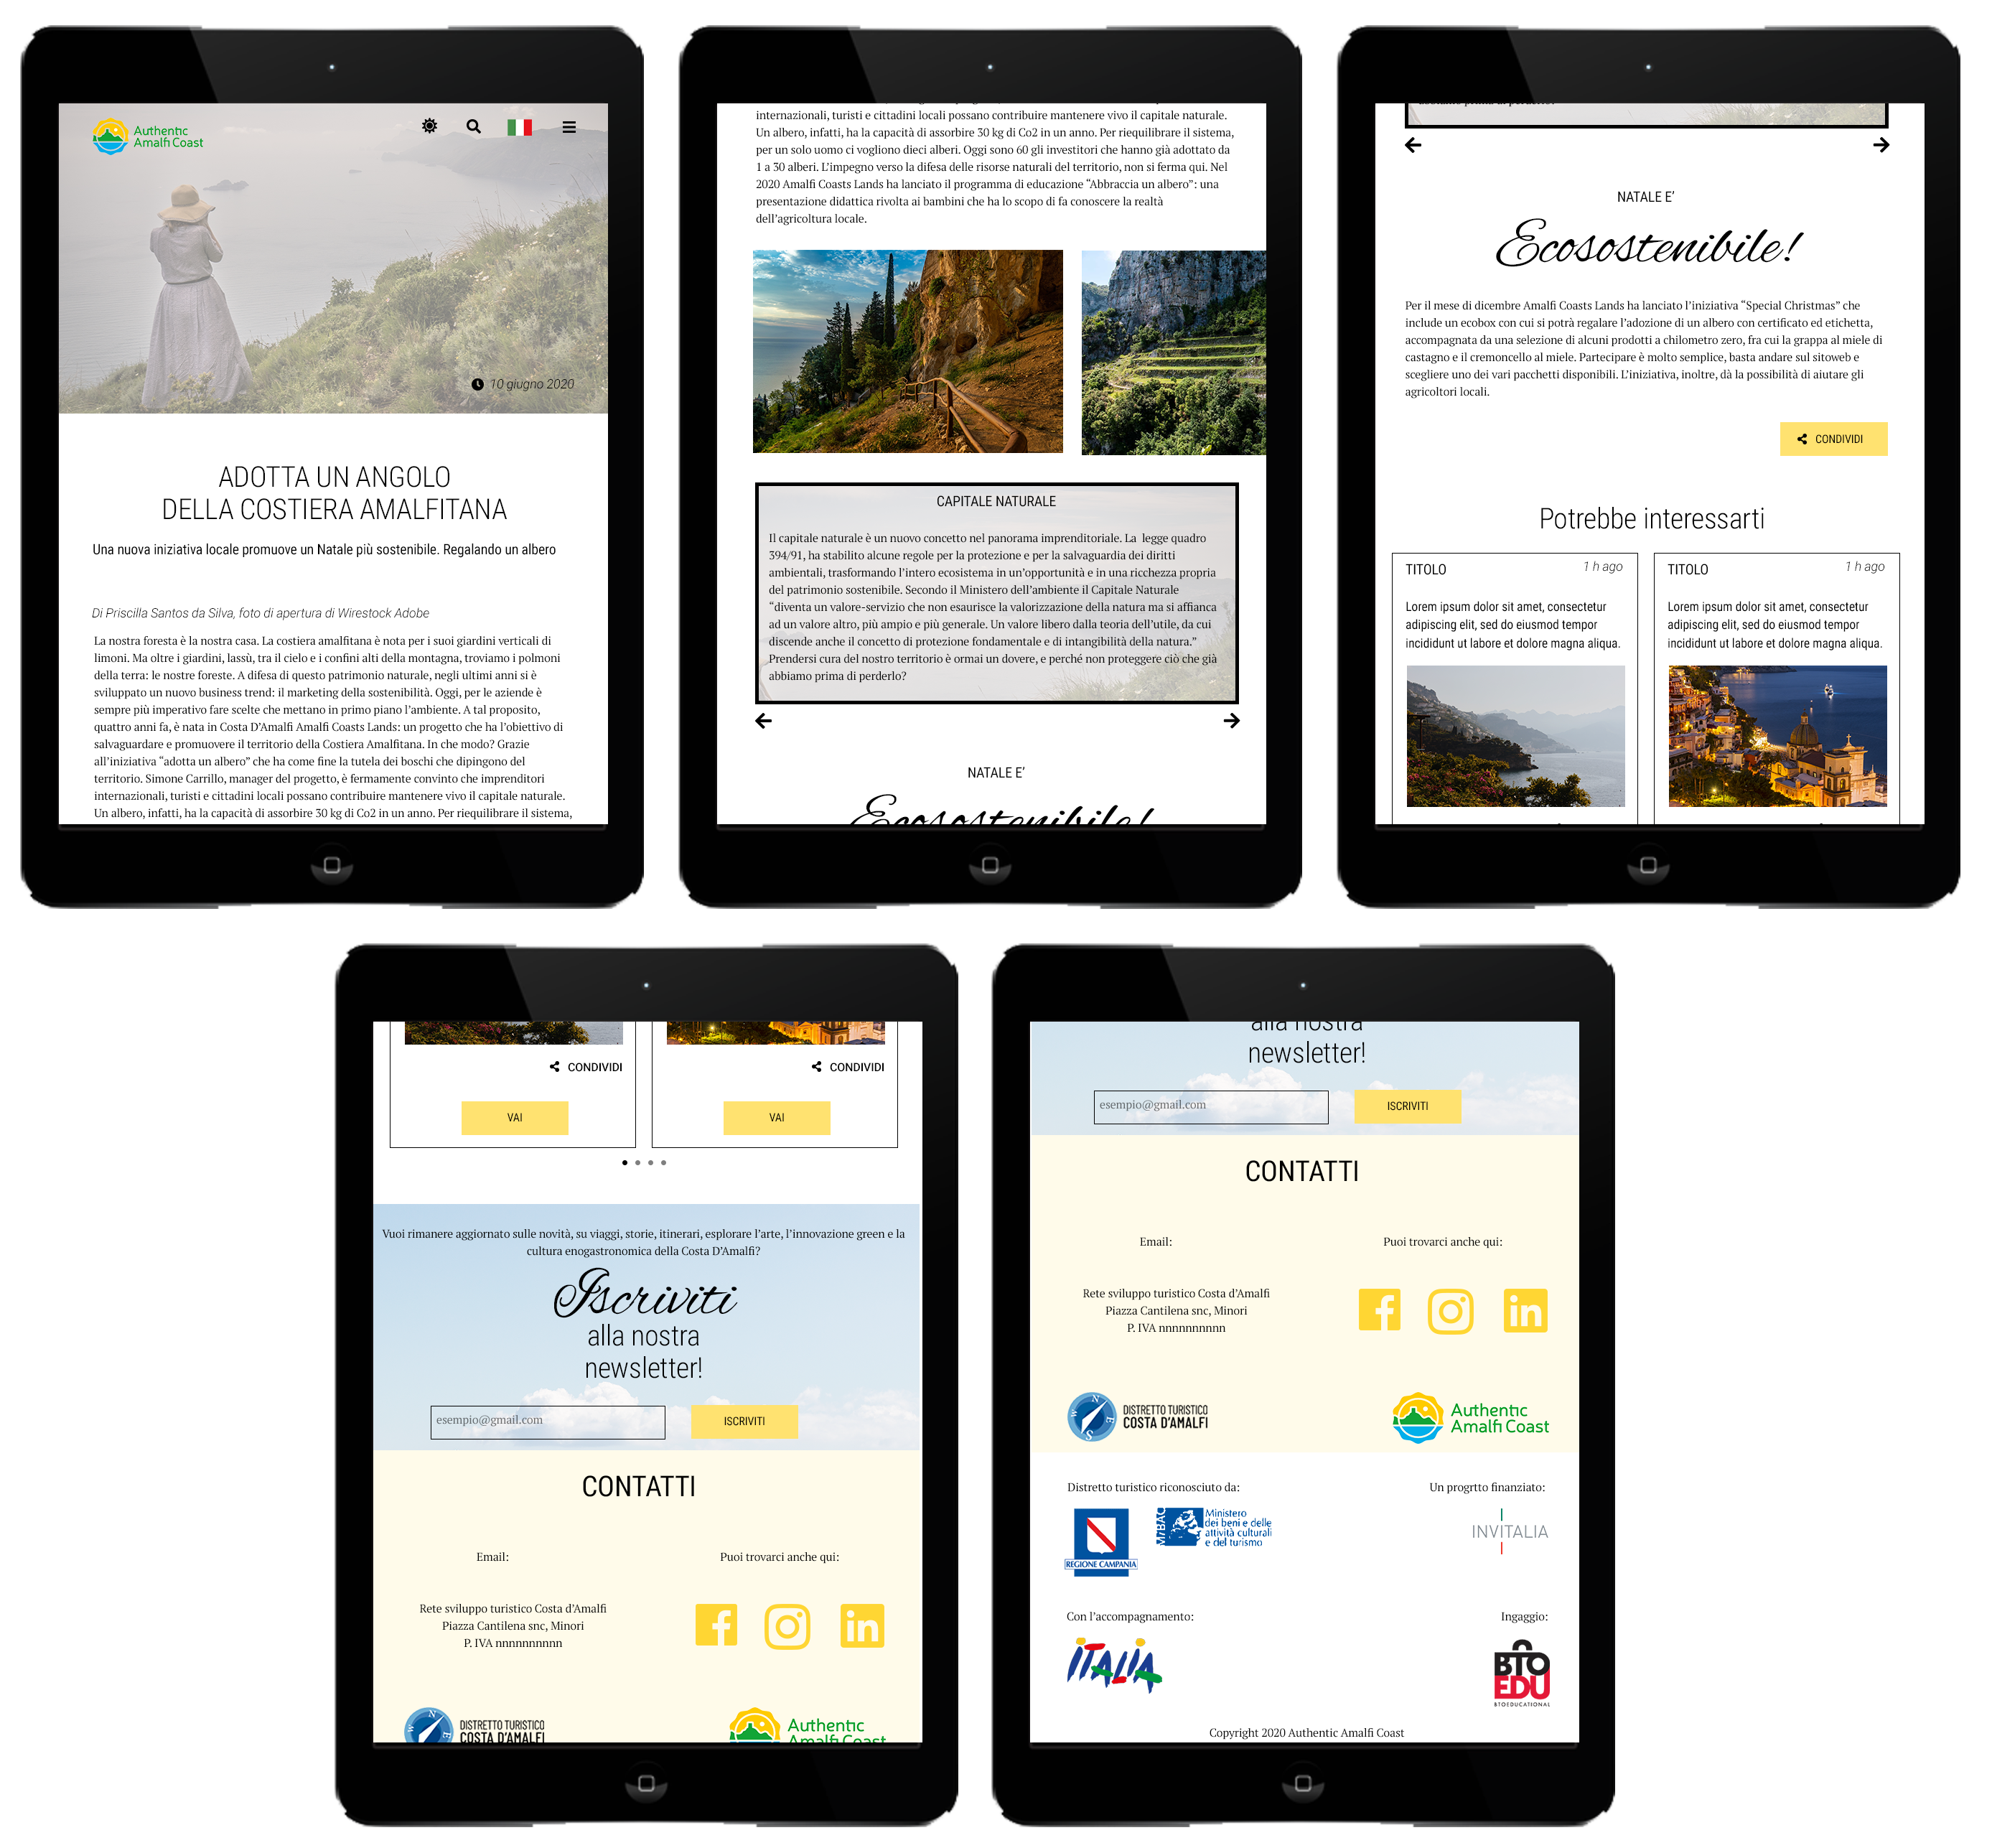 Authentic
Amalfi Coast
10 giugno 2020
ADOTTA UN ANGOLO
DELLA COSTIERA AMALFITANA
Una nuova iniziativa locale promuove un Natale più sostenibile. Regalando un albero
Di Priscilla Santos da Silva, foto di apertura di Wirestock Adobe
La nostra foresta è la nostra casa. La costiera amalfitana è nota per i suoi giardini verticali di
limoni. Ma oltre i giardini, lassù, tra il cielo e i confini alti della montagna, troviamo i polmoni
della terra: le nostre foreste. A difesa di questo patrimonio naturale, negli ultimi anni si è
sviluppato un nuovo business trend: il marketing della sostenibilità. Oggi, per le aziende è
sempre più imperativo fare scelte che mettano in primo piano l'ambiente. A tal proposito,
quattro anni fa, è nata in Costa D'Amalfi Amalfi Coasts Lands: un progetto che ha l'obiettivo di
salvaguardare e promuovere il territorio della Costiera Amalfitana. In che modo? Grazie
all'iniziativa “adotta un albero” che ha come fine la tutela dei boschi che dipingono del
territorio. Simone Carrillo, manager del progetto, è fermamente convinto che imprenditori
internazionali, turisti e cittadini locali possano contribuire mantenere vivo il capitale naturale.
Un albero, infatti, ha la capacità di assorbire 30 kg di Co2 in un anno. Per riequilibrare il sistema,
internazionali, turisti e cittadini locali possano contribuire mantenere vivo il capitale naturale.
Un albero, infatti, ha la capacità di assorbire 30 kg di Co2 in un anno. Per riequilibrare il sistema,
per un solo uomo ci vogliono dieci alberi. Oggi sono 60 gli investitori che hanno già adottato da
1 a 30 alberi. L'impegno verso la difesa delle risorse naturali del territorio, non si ferma qui. Nel
2020 Amalfi Coasts Lands ha lanciato il programma di educazione “Abbraccia un albero”: una
presentazione didattica rivolta ai bambini che ha lo scopo di fa conoscere la realtà
dell'agricoltura locale.
CAPITALE NATURALE
Il capitale naturale è un nuovo concetto nel panorama imprenditoriale. La legge quadro
394/91, ha stabilito alcune regole per la protezione e per la salvaguardia dei diritti
ambientali, trasformando l'intero ecosistema in un'opportunità e in una ricchezza propria
del patrimonio sostenibile. Secondo il Ministero dell'ambiente il Capitale Naturale
“diventa un valore-servizio che non esaurisce la valorizzazione della natura ma si affianca
ad un valore altro, più ampio e più generale. Un valore libero dalla teoria dell'utile, da cui
discende anche il concetto di protezione fondamentale e di intangibilità della natura.”
Prendersi cura del nostro territorio è ormai un dovere, e perché non proteggere ciò che già
abbiamo prima di perderlo?
NATALE E'
Ecosostenibile!
NATALE E'
Ecosostenibile!
Per il mese di dicembre Amalfi Coasts Lands ha lanciato l'iniziativa “Special Christmas” che
include un ecobox con cui si potrà regalare l'adozione di un albero con certificato ed etichetta,
accompagnata da una selezione di alcuni prodotti a chilometro zero, fra cui la grappa al miele di
castagno e il cremoncello al miele. Partecipare è molto semplice, basta andare sul sitoweb e
scegliere uno dei vari pacchetti disponibili. L'iniziativa, inoltre, dà la possibilità di aiutare gli
agricoltori locali.
CONDIVIDI
Potrebbe interessarti
TITOLO 1 h ago
Lorem ipsum dolor sit amet, consectetur
adipiscing elit, sed do eiusmod tempor
incididunt ut labore et dolore magna aliqua.
TITOLO 1 h ago
Lorem ipsum dolor sit amet, consectetur
adipiscing elit, sed do eiusmod tempor
incididunt ut labore et dolore magna aliqua.
CONDIVIDI
VAI
CONDIVIDI
VAI
Vuoi rimanere aggiornato sulle novità, su viaggi, storie, itinerari, esplorare l'arte, l'innovazione green e la
cultura enogastronomica della Costa D'Amalfi?
Iscriviti
alla nostra
newsletter!
esempio@gmail.com
ISCRIVITI
CONTATTI
Email:
Puoi trovarci anche qui:
Rete sviluppo turistico Costa d'Amalfi
Piazza Cantilena snc, Minori
P. IVA nnnnnnnnnn
DISTRETTO TURISTICO
COSTA D'AMALFI
Authentic
Amalfi Coast
alla nostra
newsletter!
esempio@gmail.com
ISCRIVITI
CONTATTI
Email:
Puoi trovarci anche qui:
Rete sviluppo turistico Costa d'Amalfi
Piazza Cantilena snc, Minori
P. IVA nnnnnnnnnn
N E S W
DISTRETTO TURISTICO
COSTA D'AMALFI
Authentic
Amalfi Coast
Distretto turistico riconosciuto da:
Un progrtto finanziato:
REGIONE CAMPANIA
MiBAC
Ministero
dei beni e delle
attività culturali
e del turismo
INVITALIA
Con l'accompagnamento:
Ingaggio:
iTALiA
BTO
EDU
BTOEDUCATIONAL
Copyright 2020 Authentic Amalfi Coast